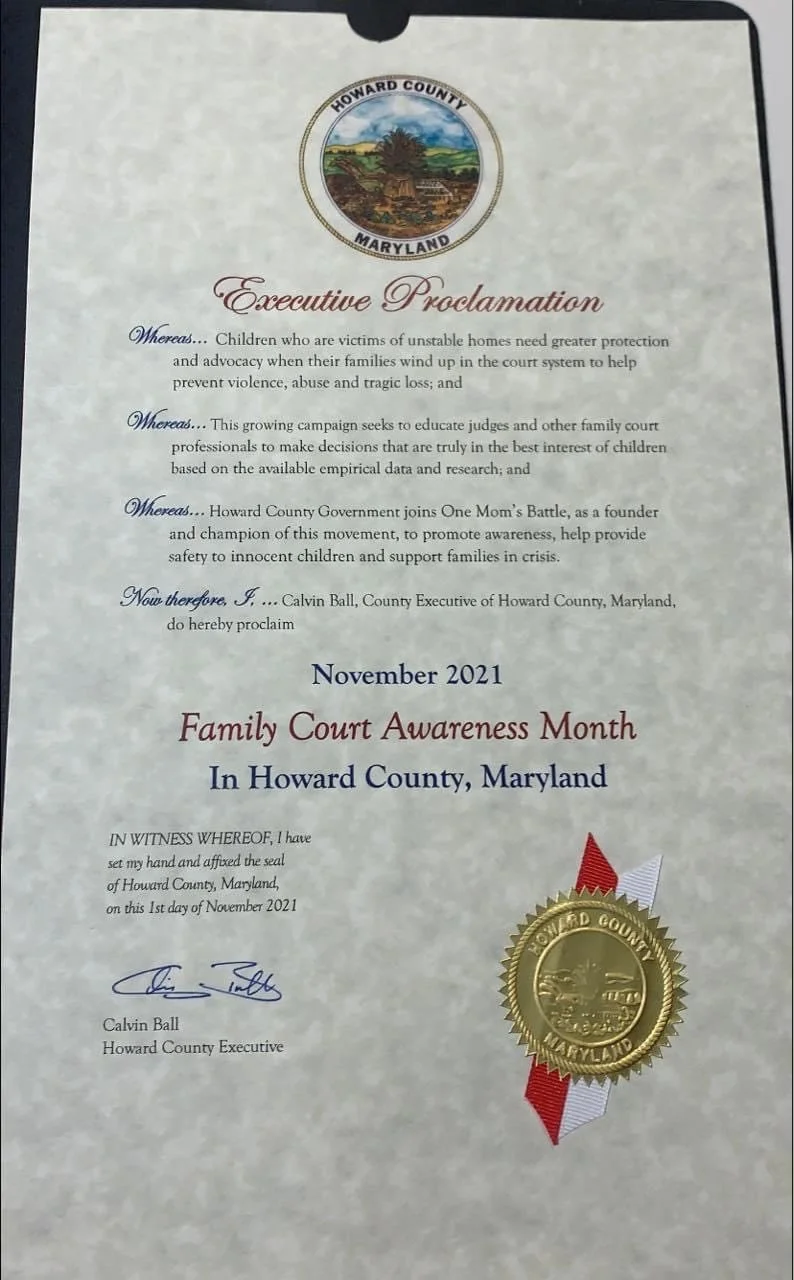 HOWARD COUNTY
MARYLAND
Executive Proclamation
Whereas... Children who are victims of unstable homes need greater protection
and advocacy when their families wind up in the court system to help
prevent violence, abuse and tragic loss; and
Whereas... This growing campaign seeks to educate judges and other family court
professionals to make decisions that are truly in the best interest of children
based on the available empirical data and research; and
Whereas... Howard County Government joins One Mom's Battle, as a founder
and champion of this movement, to promote awareness, help provide
safety to innocent children and support families in crisis.
Now therefore, I, ... Calvin Ball, County Executive of Howard County, Maryland,
do hereby proclaim
November 2021
Family Court Awareness Month
In Howard County, Maryland
IN WITNESS WHEREOF, I have
set my hand and affixed the seal
of Howard County, Maryland,
on this 1st day of November 2021
Calvin Ball
Howard County Executive
HOWARD COUNTY
MARYLAND